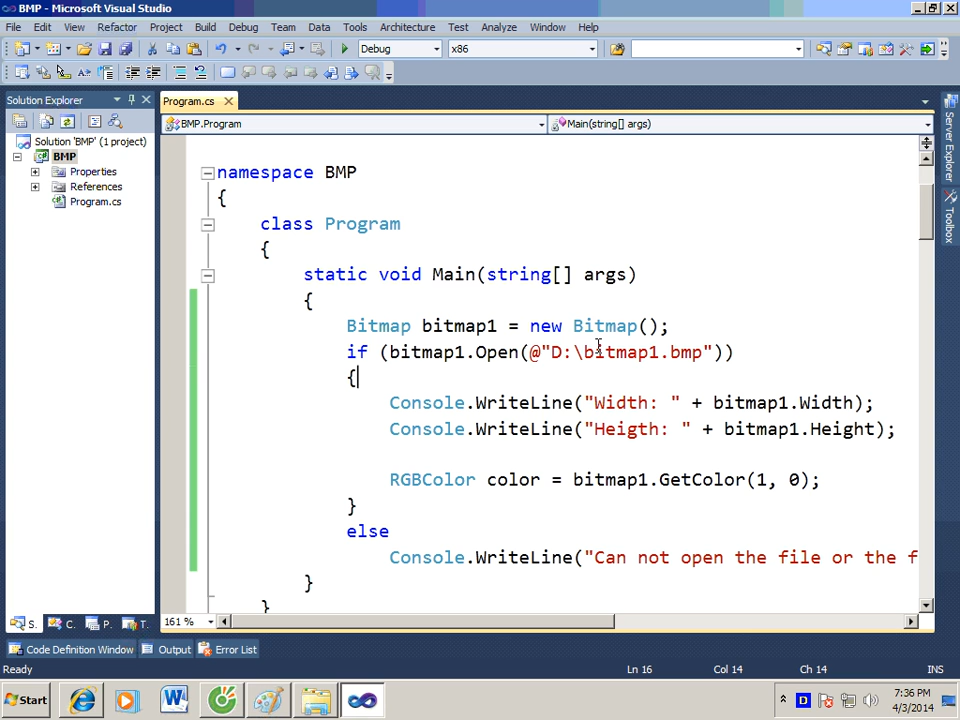 BMP - Microsoft Visual Studio
File Edit View Refactor Project Build Debug Team Data Tools Architecture Test Analyze Window Help
Debug x86
Solution Explorer
Program.cs
BMP.Program
Main(string[] args)
Solution 'BMP' (1 project)
BMP
Properties
References
Program.cs
namespace BMP
{
class Program
{
static void Main(string[] args)
{
Bitmap bitmap1 = new Bitmap();
if (bitmap1.Open(@"D:\bitmap1.bmp"))
{
Console.WriteLine("Width: " + bitmap1.Width);
Console.WriteLine("Heigth: " + bitmap1.Height);
RGBColor color = bitmap1.GetColor(1, 0);
}
else
Console.WriteLine("Can not open the file or the f
}
}
Server Explorer
Toolbox
S. C. P. T.
161 %
Code Definition Window Output Error List
Ready
Ln 16 Col 14 Ch 14 INS
Start
D
7:36 PM
4/3/2014